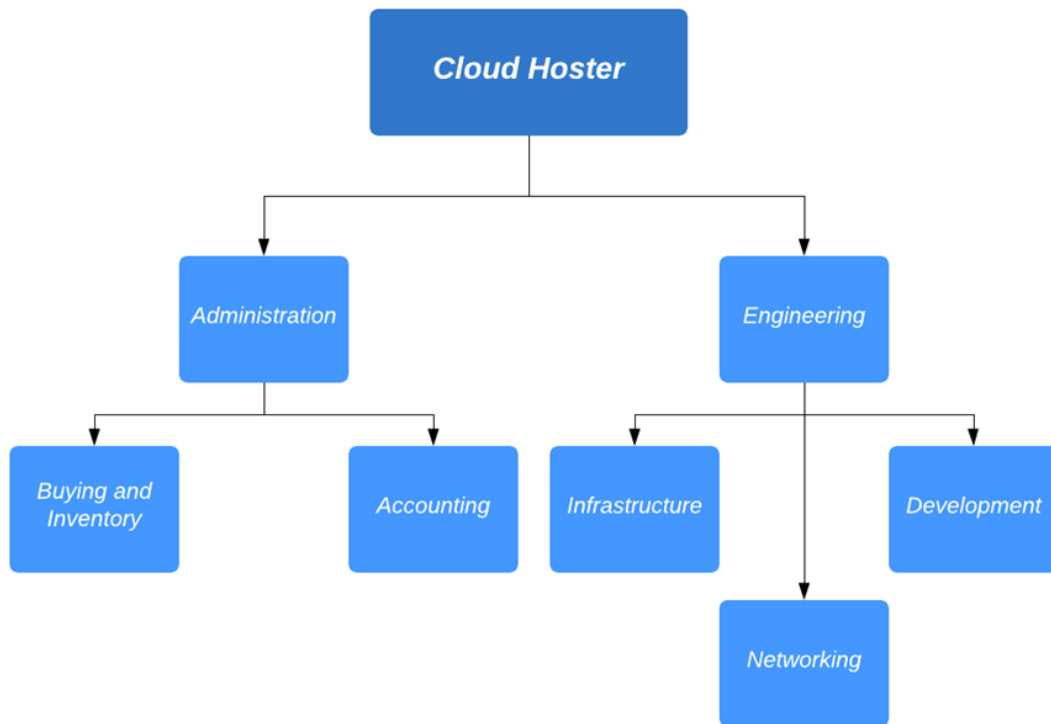 Cloud Hoster
Administration
Engineering
Buying and
Inventory
Accounting
Infrastructure
Development
Networking